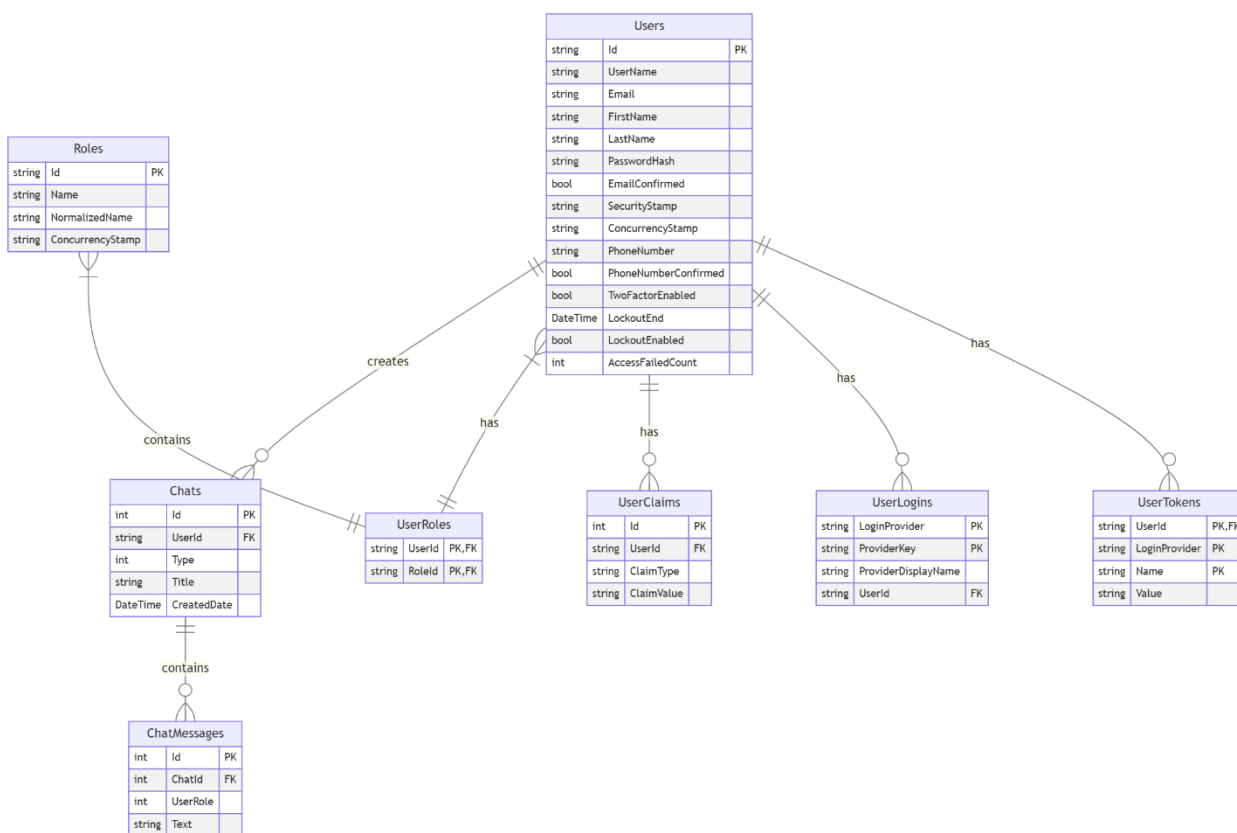 Users
string Id PK
string UserName
string Email
string FirstName
string LastName
string PasswordHash
bool EmailConfirmed
string SecurityStamp
string ConcurrencyStamp
string PhoneNumber
bool PhoneNumberConfirmed
bool TwoFactorEnabled
DateTime LockoutEnd
bool LockoutEnabled
int AccessFailedCount
Roles
string Id PK
string Name
string NormalizedName
string ConcurrencyStamp
creates
has
contains
has
has
has
Chats
int Id PK
string UserId FK
int Type
string Title
DateTime CreatedDate
UserRoles
string UserId PK,FK
string RoleId PK,FK
UserClaims
int Id PK
string UserId FK
string ClaimType
string ClaimValue
UserLogins
string LoginProvider PK
string ProviderKey PK
string ProviderDisplayName
string UserId FK
UserTokens
string UserId PK,FK
string LoginProvider PK
string Name PK
string Value
contains
ChatMessages
int Id PK
int ChatId FK
int UserRole
string Text